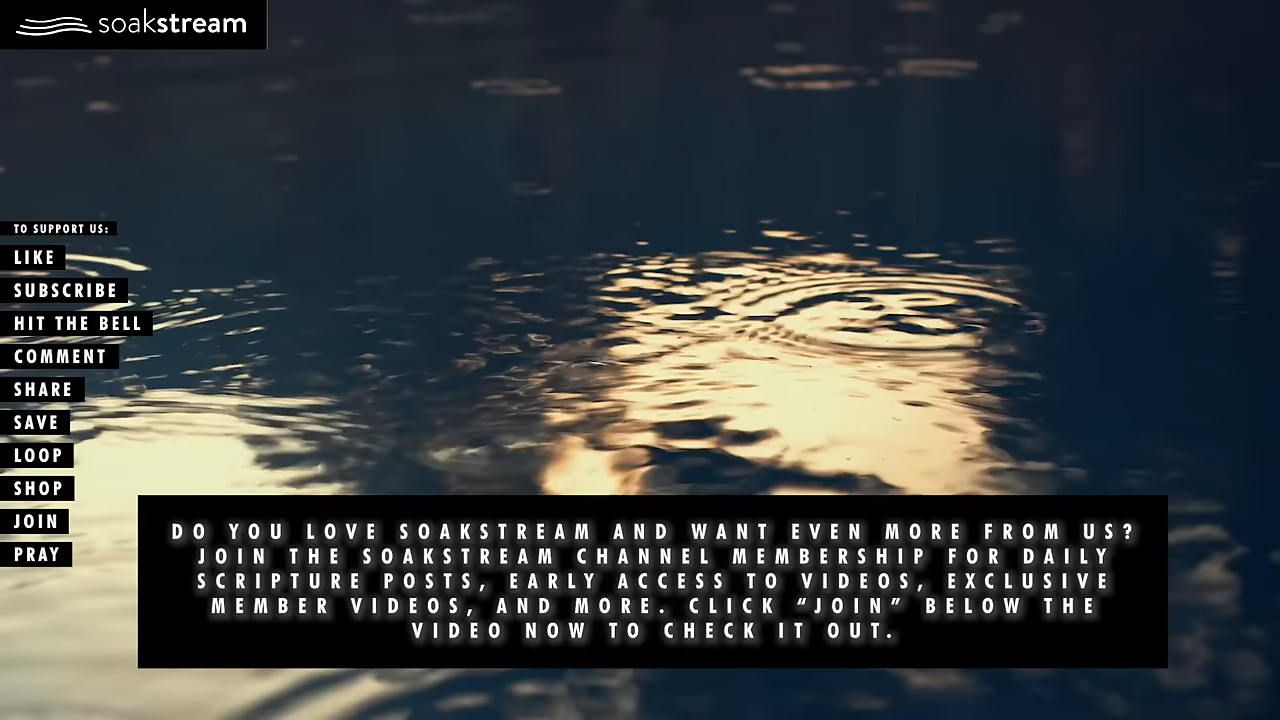 soakstream
TO SUPPORT US:
LIKE
SUBSCRIBE
HIT THE BELL
COMMENT
SHARE
SAVE
LOOP
SHOP
JOIN
PRAY
DO YOU LOVE SOAKSTREAM AND WANT EVEN MORE FROM US?
JOIN THE SOAKSTREAM CHANNEL MEMBERSHIP FOR DAILY
SCRIPTURE POSTS, EARLY ACCESS TO VIDEOS, EXCLUSIVE
MEMBER VIDEOS, AND MORE. CLICK “JOIN” BELOW THE
VIDEO NOW TO CHECK IT OUT.